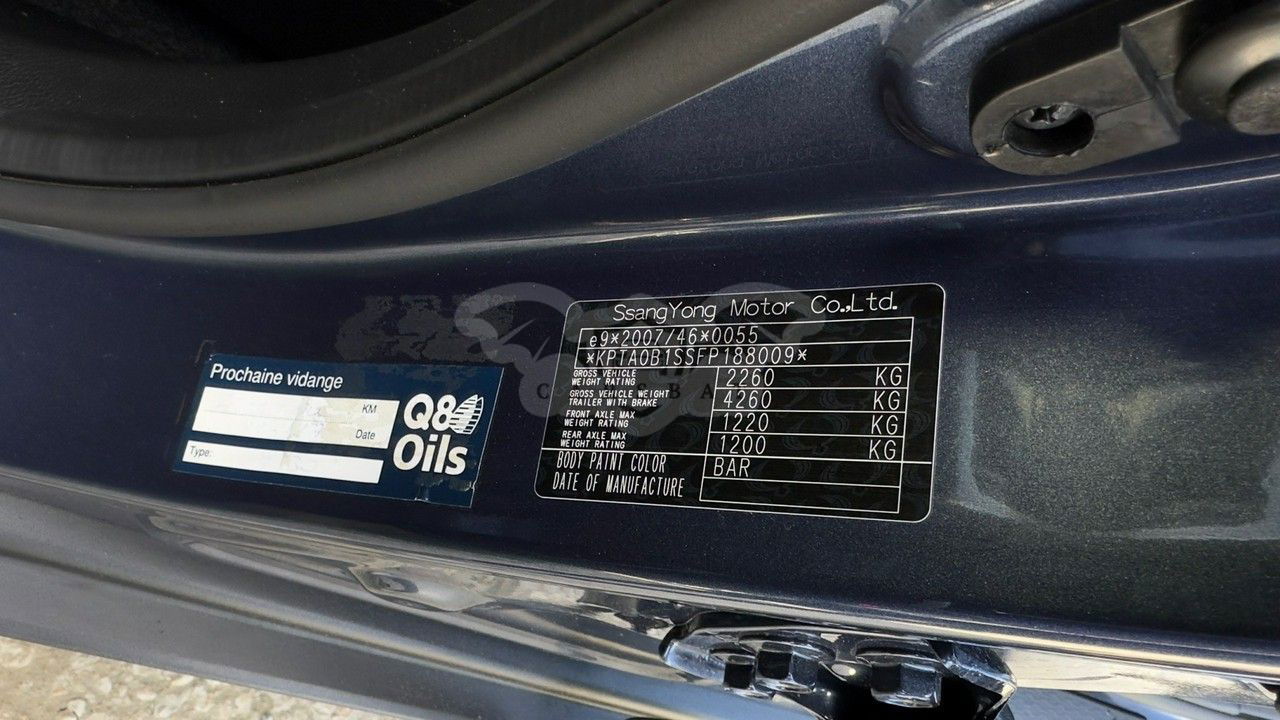 Prochaine vidange
KM
Date
Type:
Q8
Oils
SsangYong Motor Co.,Ltd.
e9*2007/46*0055
*KPTA0B1SSFP188009*
GROSS VEHICLE WEIGHT RATING 2260 KG
GROSS VEHICLE WEIGHT TRAILER WITH BRAKE 4260 KG
FRONT AXLE MAX WEIGHT RATING 1220 KG
REAR AXLE MAX WEIGHT RATING 1200 KG
BODY PAINT COLOR BAR
DATE OF MANUFACTURE